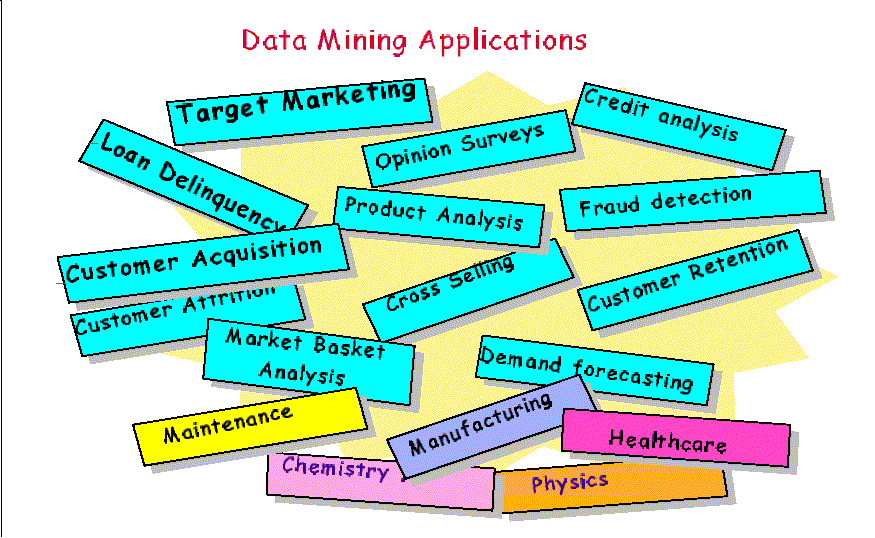 Data Mining Applications
Target Marketing
Credit analysis
Opinion Surveys
Loan Delinquency
Product Analysis
Fraud detection
Customer Acquisition
Cross Selling
Customer Retention
Customer Attrition
Market Basket
Analysis
Demand forecasting
Maintenance
Manufacturing
Healthcare
Chemistry
Physics